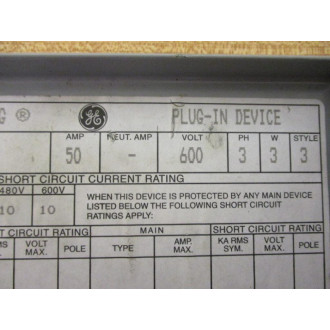 G ® GE PLUG-IN DEVICE
AMP NEUT. AMP VOLT PH W STYLE
50 - 600 3 3 3
SHORT CIRCUIT CURRENT RATING
480V 600V
10 10
WHEN THIS DEVICE IS PROTECTED BY ANY MAIN DEVICE
LISTED BELOW THE FOLLOWING SHORT CIRCUIT
RATINGS APPLY:
CIRCUIT RATING MAIN SHORT CIRCUIT RATING
RMS VOLT MAX. POLE TYPE AMP. MAX. KA RMS SYM. VOLT MAX. POLE